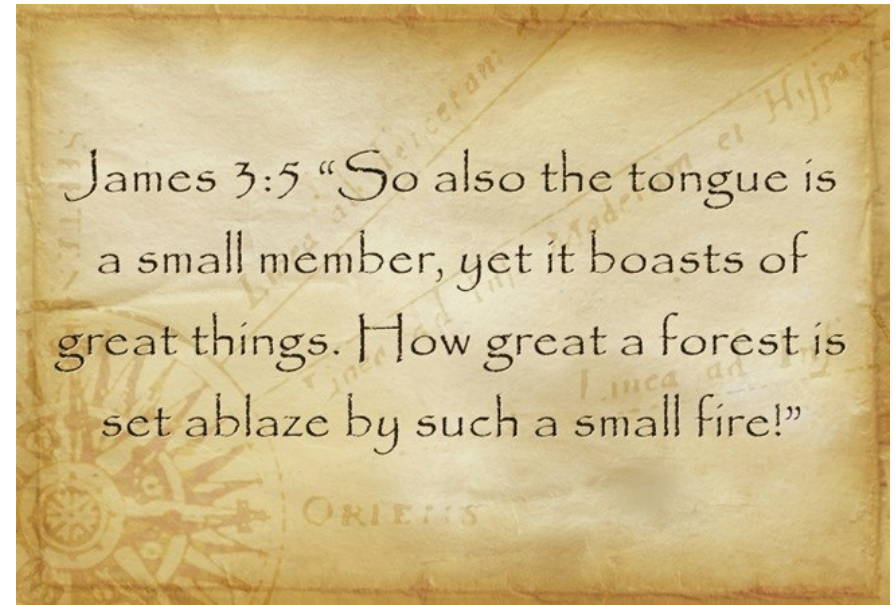 James 3:5 “So also the tongue is
a small member, yet it boasts of
great things. How great a forest is
set ablaze by such a small fire!”
ORIENS